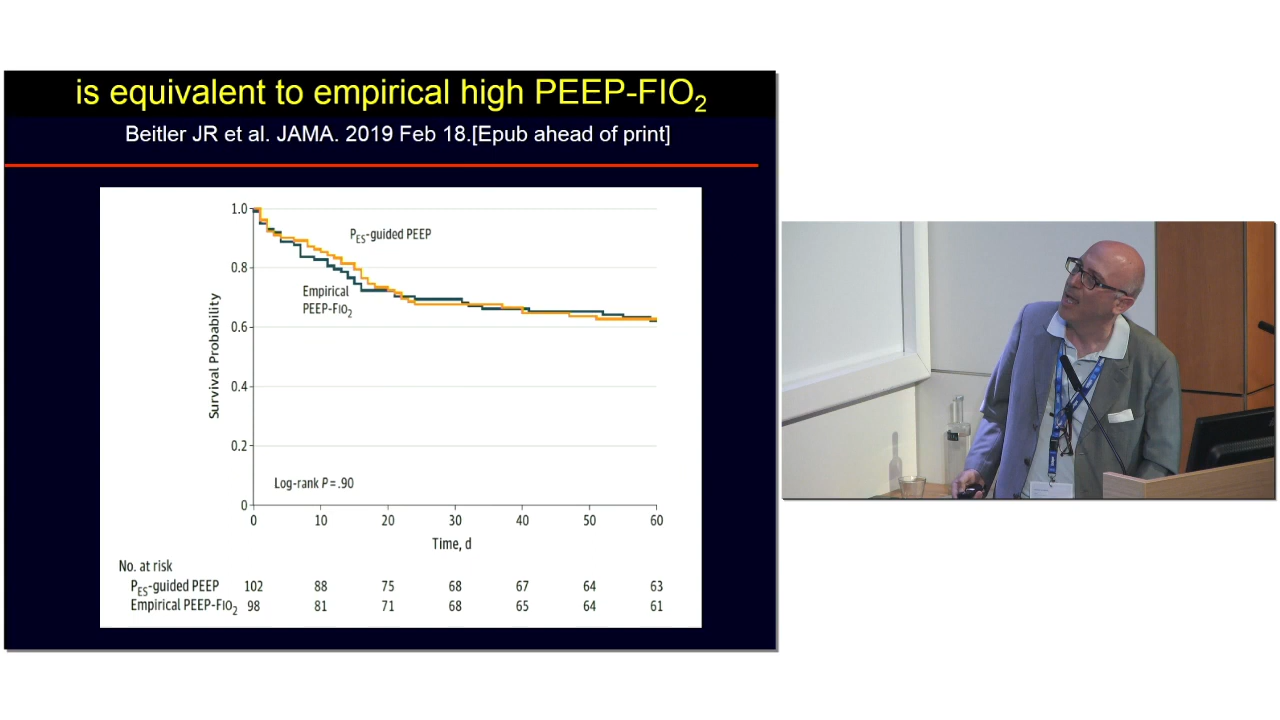 is equivalent to empirical high PEEP-FIO2
Beitler JR et al. JAMA. 2019 Feb 18.[Epub ahead of print]
1.0
0.8
0.6
0.4
0.2
0
Survival Probability
PES-guided PEEP
Empirical
PEEP-FIO2
Log-rank P = .90
0 10 20 30 40 50 60
Time, d
No. at risk
PES-guided PEEP 102 88 75 68 67 64 63
Empirical PEEP-FIO2 98 81 71 68 65 64 61